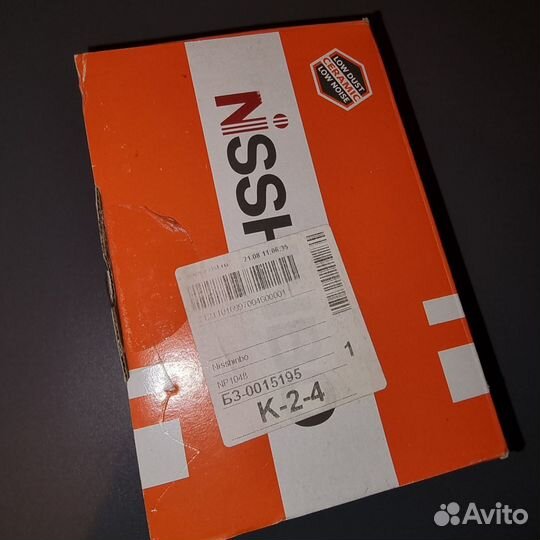 LOW DUST
CERAMIC
LOW NOISE
NiSSH
21.08 11:06:35
Nisshinbo
NP1048
1
БЗ-0015195
K-2-4
Avito